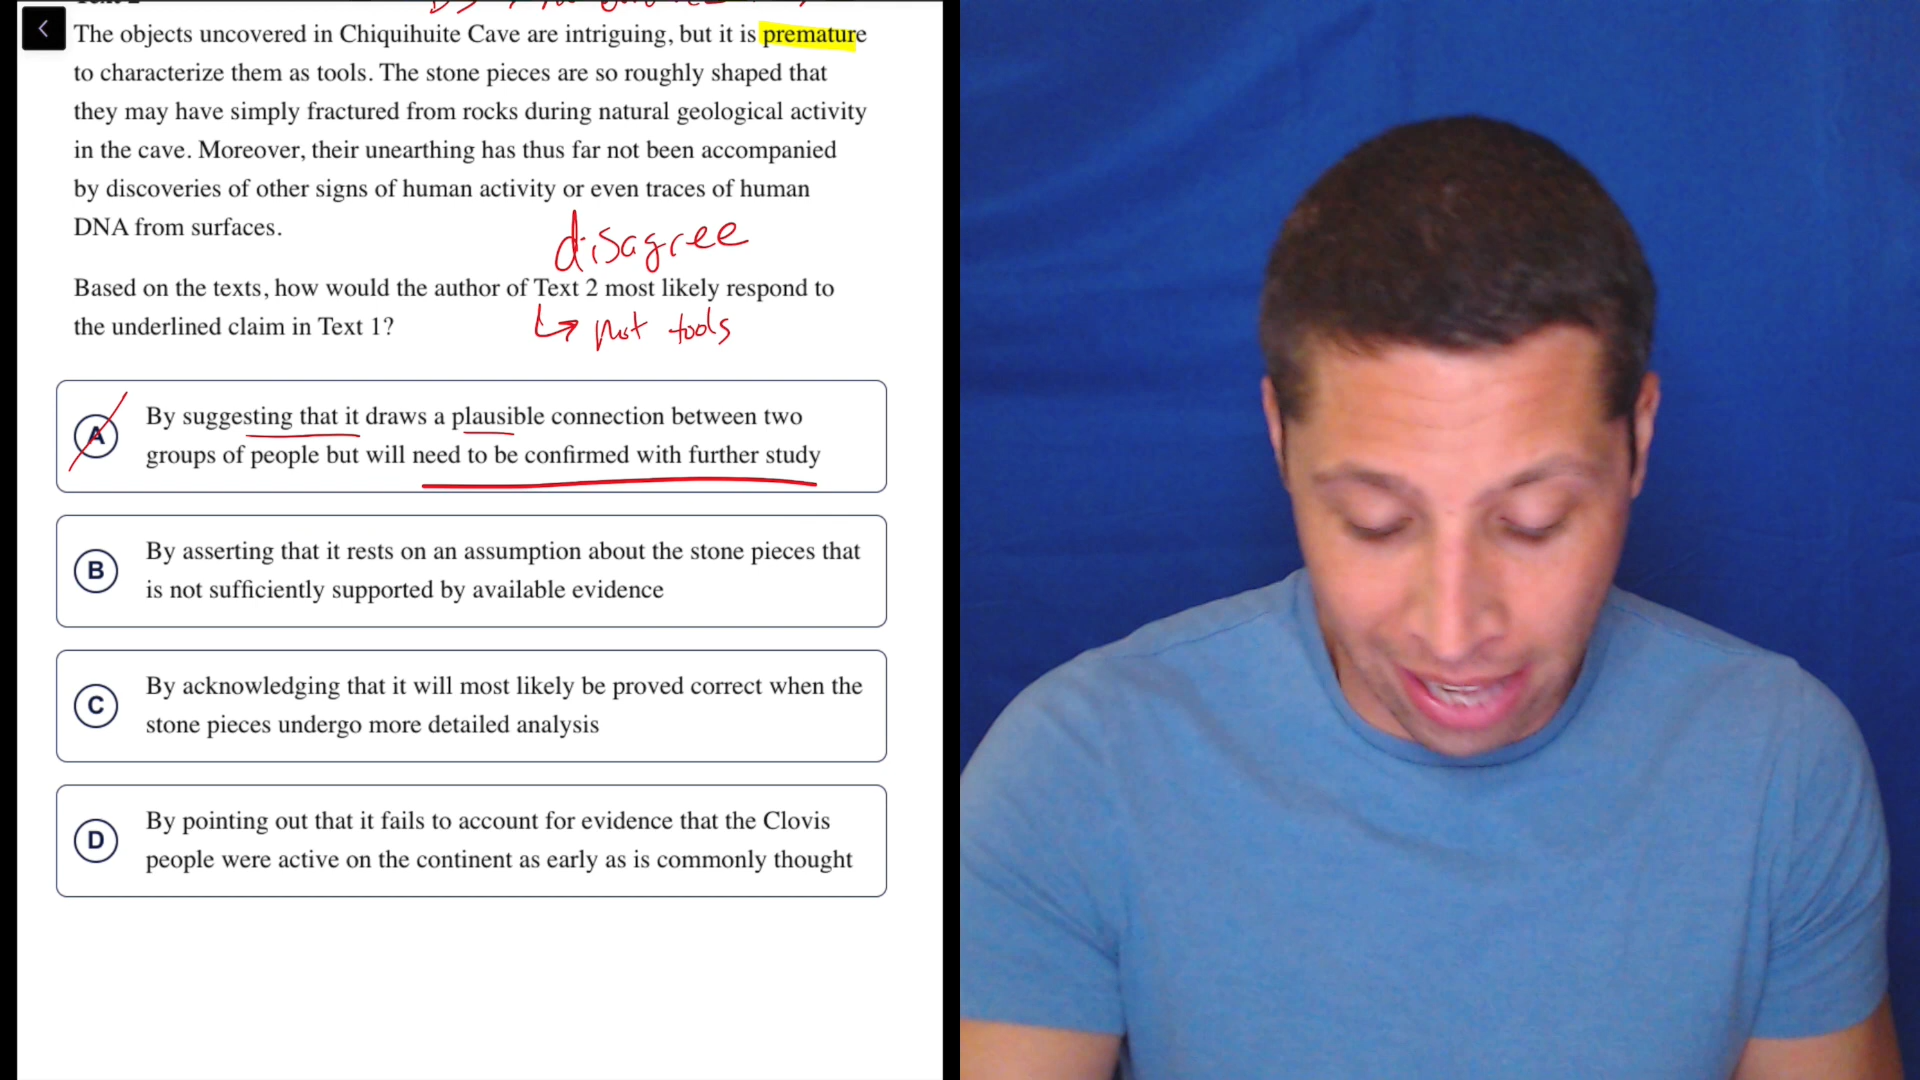 The objects uncovered in Chiquihuite Cave are intriguing, but it is premature
to characterize them as tools. The stone pieces are so roughly shaped that
they may have simply fractured from rocks during natural geological activity
in the cave. Moreover, their unearthing has thus far not been accompanied
by discoveries of other signs of human activity or even traces of human
DNA from surfaces.
disagree
Based on the texts, how would the author of Text 2 most likely respond to
the underlined claim in Text 1?
not tools
A
By suggesting that it draws a plausible connection between two
groups of people but will need to be confirmed with further study
B
By asserting that it rests on an assumption about the stone pieces that
is not sufficiently supported by available evidence
C
By acknowledging that it will most likely be proved correct when the
stone pieces undergo more detailed analysis
D
By pointing out that it fails to account for evidence that the Clovis
people were active on the continent as early as is commonly thought